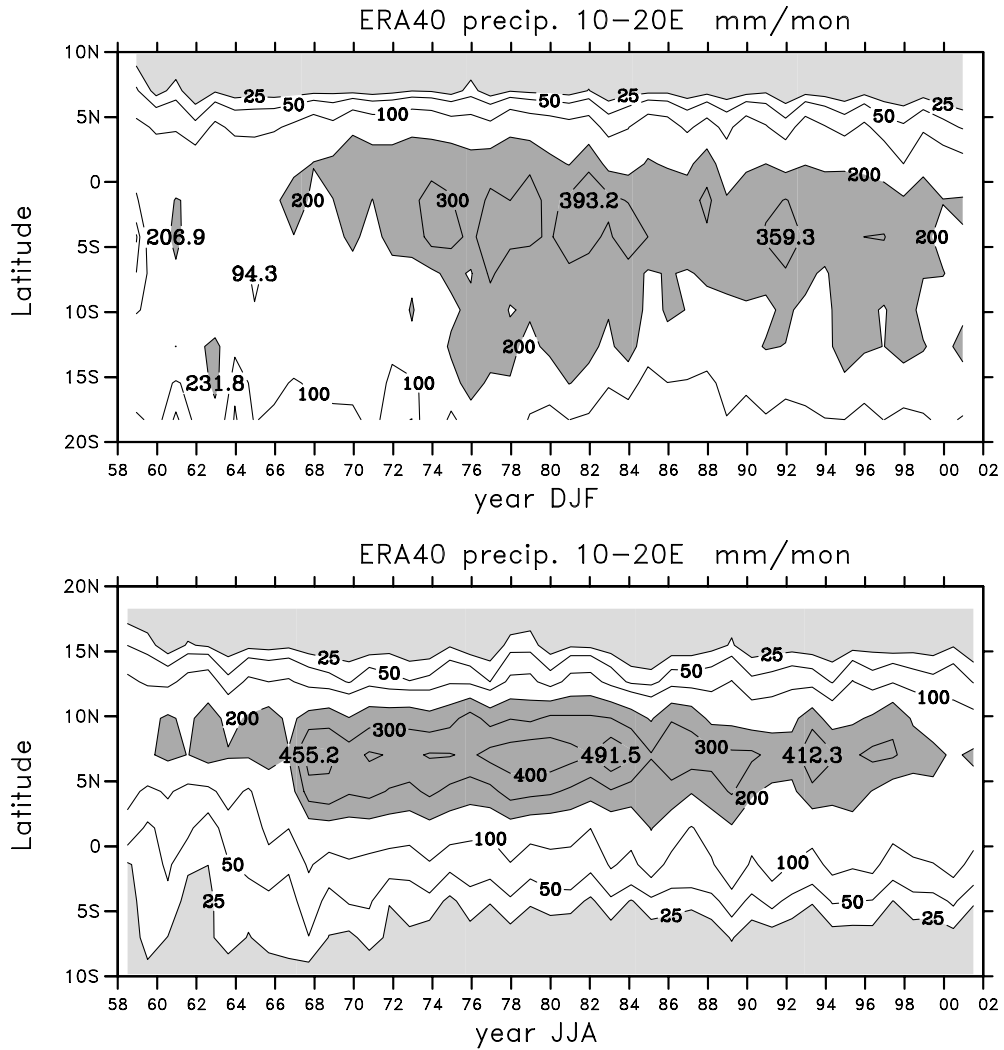 ERA40 precip. 10-20E mm/mon
10N
25 50 100 50 25 50 25
5N
0
200 300 393.2 200
206.9 359.3 200
5S
94.3
10S
200
15S
231.8 100 100
20S
Latitude
58 60 62 64 66 68 70 72 74 76 78 80 82 84 86 88 90 92 94 96 98 00 02
year DJF
ERA40 precip. 10-20E mm/mon
20N
15N
25 50 50 25
100
10N
200 300 300
455.2 491.5 412.3
400
5N
200
0
100
50 100
50 50
25 25 25
5S
10S
Latitude
58 60 62 64 66 68 70 72 74 76 78 80 82 84 86 88 90 92 94 96 98 00 02
year JJA